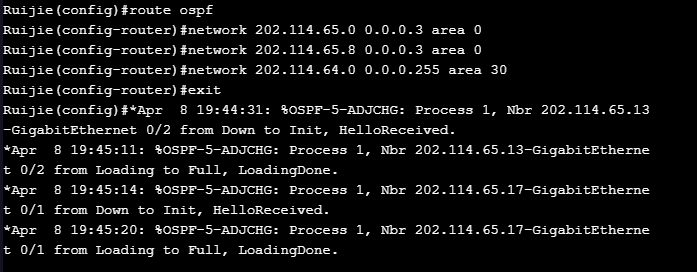 Ruijie(config)#route ospf
Ruijie(config-router)#network 202.114.65.0 0.0.0.3 area 0
Ruijie(config-router)#network 202.114.65.8 0.0.0.3 area 0
Ruijie(config-router)#network 202.114.64.0 0.0.0.255 area 30
Ruijie(config-router)#exit
Ruijie(config)#*Apr  8 19:44:31: %OSPF-5-ADJCHG: Process 1, Nbr 202.114.65.13
-GigabitEthernet 0/2 from Down to Init, HelloReceived.
*Apr  8 19:45:11: %OSPF-5-ADJCHG: Process 1, Nbr 202.114.65.13-GigabitEtherne
t 0/2 from Loading to Full, LoadingDone.
*Apr  8 19:45:14: %OSPF-5-ADJCHG: Process 1, Nbr 202.114.65.17-GigabitEtherne
t 0/1 from Down to Init, HelloReceived.
*Apr  8 19:45:20: %OSPF-5-ADJCHG: Process 1, Nbr 202.114.65.17-GigabitEtherne
t 0/1 from Loading to Full, LoadingDone.